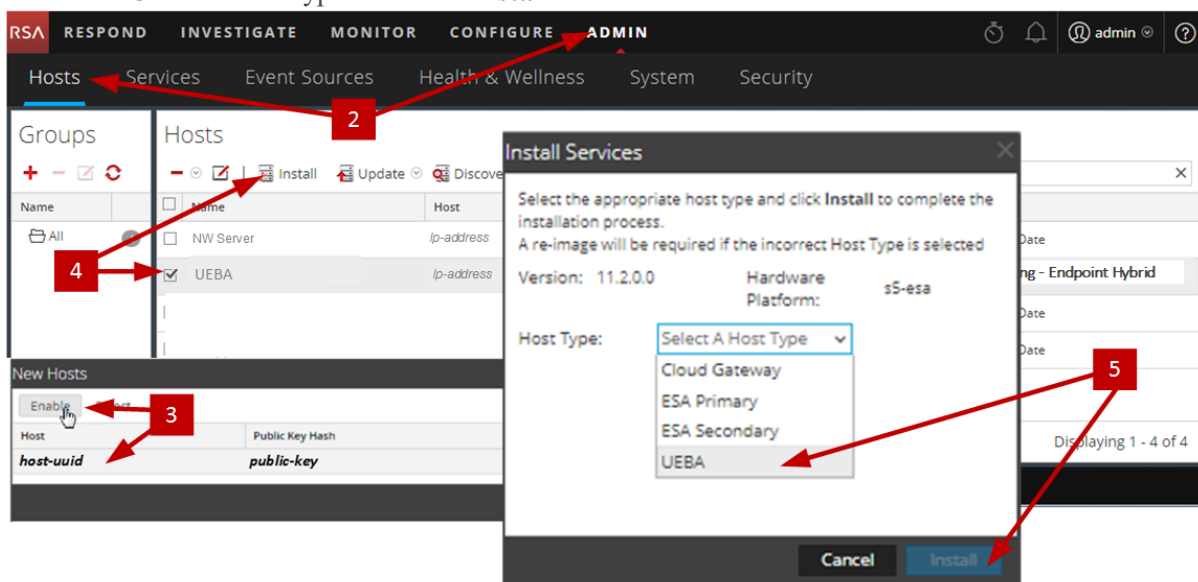 RSA RESPOND INVESTIGATE MONITOR CONFIGURE ADMIN admin ?
Hosts Services Event Sources Health & Wellness System Security
2
Groups
Hosts
Install Update Discove
Name
Name Host
All
NW Server Ip-address Date
4
UEBA Ip-address ng - Endpoint Hybrid
Date
Date
New Hosts
Enable
3
Host Public Key Hash
host-uuid public-key
Install Services
Select the appropriate host type and click Install to complete the
installation process.
A re-image will be required if the incorrect Host Type is selected
Version: 11.2.0.0 Hardware
Platform: s5-esa
Host Type: Select A Host Type
Cloud Gateway
ESA Primary
ESA Secondary
UEBA
5
Displaying 1 - 4 of 4
5
Cancel Install